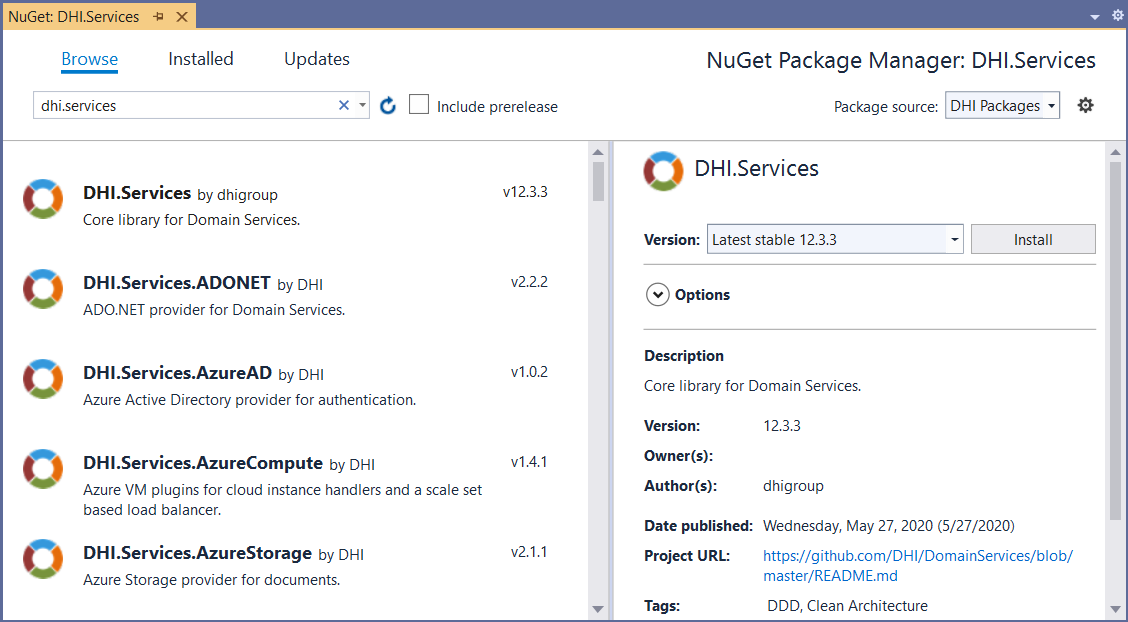 NuGet: DHI.Services
Browse
Installed
Updates
NuGet Package Manager: DHI.Services
dhi.services
Include prerelease
Package source: DHI Packages
DHI.Services by dhigroup v12.3.3
Core library for Domain Services.
DHI.Services.ADONET by DHI v2.2.2
ADO.NET provider for Domain Services.
DHI.Services.AzureAD by DHI v1.0.2
Azure Active Directory provider for authentication.
DHI.Services.AzureCompute by DHI v1.4.1
Azure VM plugins for cloud instance handlers and a scale set
based load balancer.
DHI.Services.AzureStorage by DHI v2.1.1
Azure Storage provider for documents.
DHI.Services
Version: Latest stable 12.3.3 Install
Options
Description
Core library for Domain Services.
Version: 12.3.3
Owner(s):
Author(s): dhigroup
Date published: Wednesday, May 27, 2020 (5/27/2020)
Project URL: https://github.com/DHI/DomainServices/blob/
master/README.md
Tags: DDD, Clean Architecture